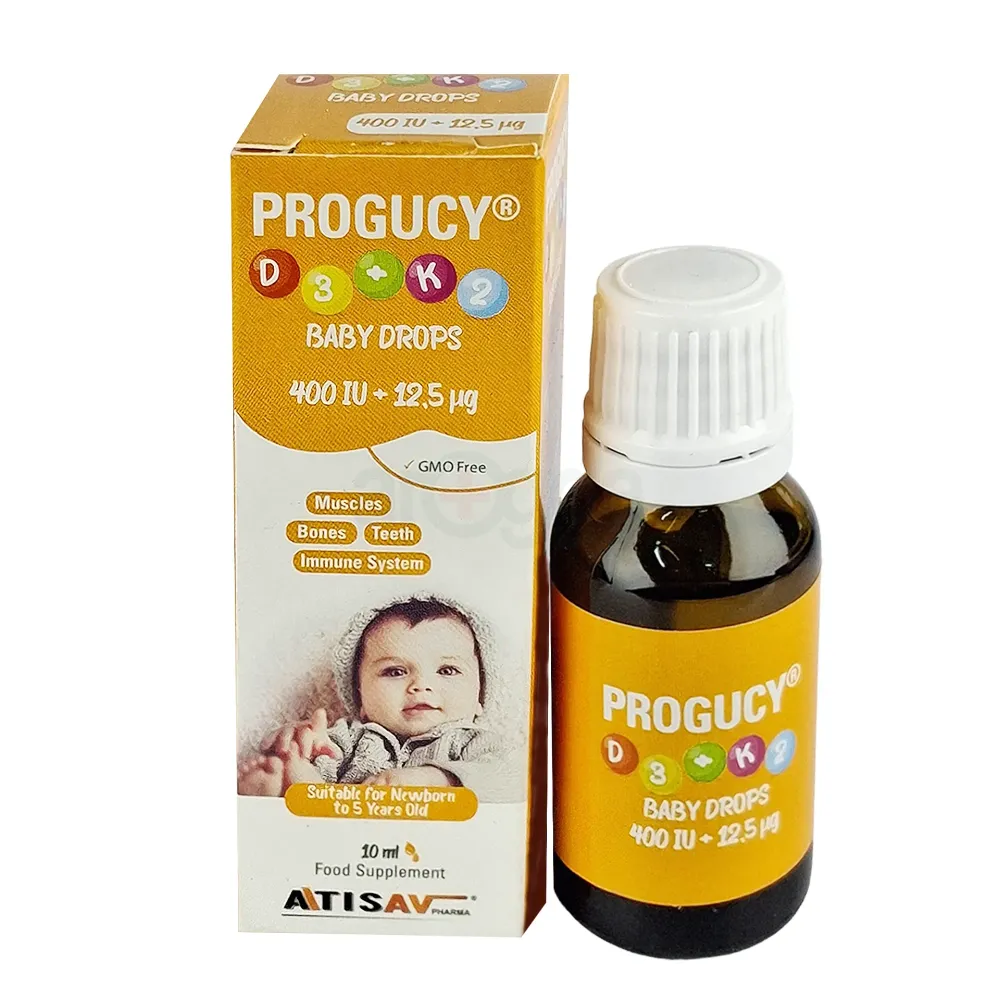 D 3 + K 2
BABY DROPS
400 IU + 12.5 µg
PROGUCY®
D 3 + K 2
BABY DROPS
400 IU + 12,5 µg
✓ GMO Free
Muscles
Bones Teeth
Immune System
Suitable for Newborn
to 5 Years Old
10 ml
Food Supplement
ATISAV®
PHARMA
PROGUCY®
D 3 + K 2
BABY DROPS
400 IU + 12,5 µg